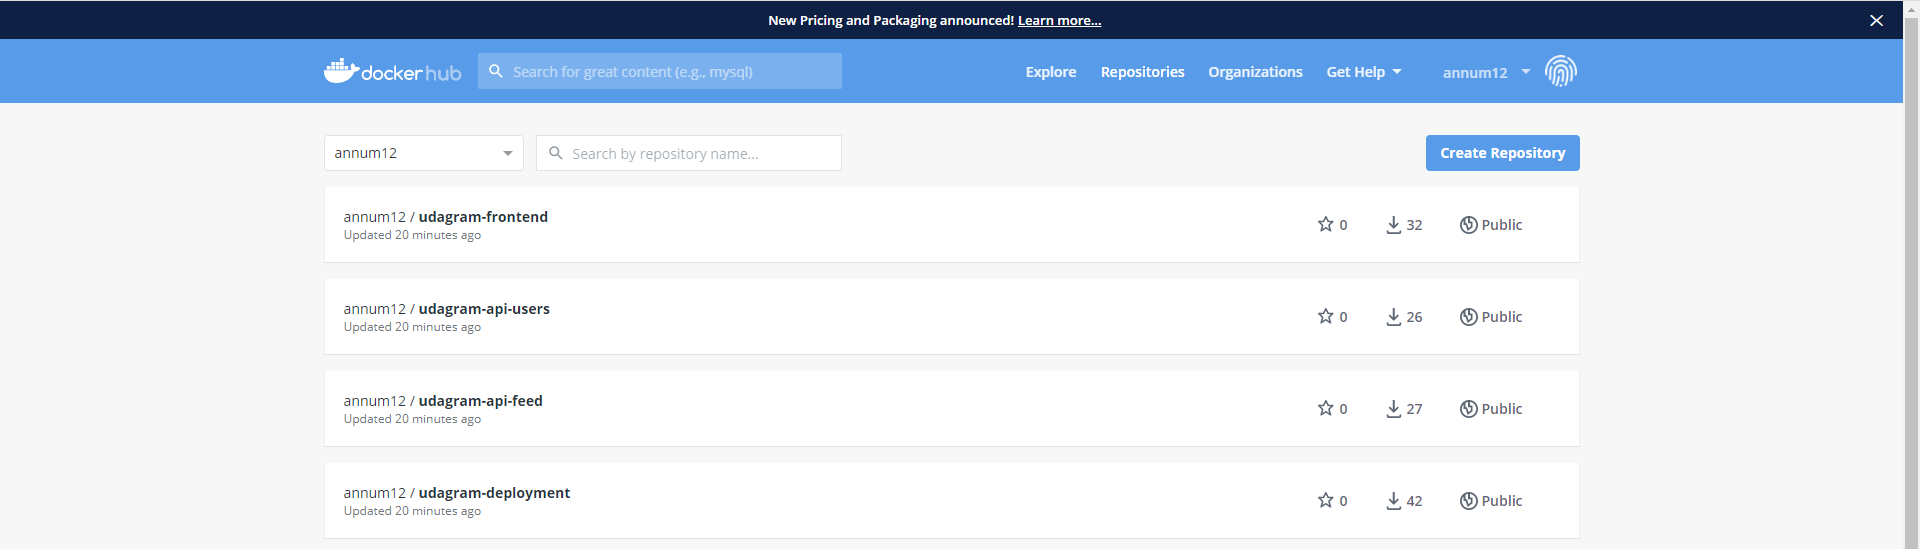 New Pricing and Packaging announced! Learn more...
docker hub
Search for great content (e.g., mysql)
Explore
Repositories
Organizations
Get Help
annum12
annum12
Search by repository name...
Create Repository
annum12 / udagram-frontend
Updated 20 minutes ago
0
32
Public
annum12 / udagram-api-users
Updated 20 minutes ago
0
26
Public
annum12 / udagram-api-feed
Updated 20 minutes ago
0
27
Public
annum12 / udagram-deployment
Updated 20 minutes ago
0
42
Public